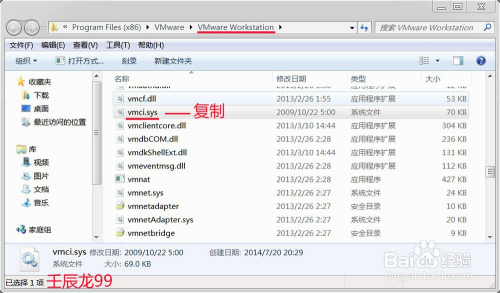 Program Files (x86) ▸ VMware ▸ VMware Workstation ▸ 搜索 VMware Workstation
文件(F) 编辑(E) 查看(V) 工具(T) 帮助(H)
组织 打开方式... 刻录 新建文件夹
收藏夹
下载
桌面
最近访问的位置
库
视频
图片
文档
音乐
家庭组
名称 修改日期 类型 大小
vmcf.dll 2013/2/26 1:55 应用程序扩展 53 KB
vmci.sys 复制 2009/10/22 5:00 系统文件 70 KB
vmclientcore.dll 2013/3/10 14:44 应用程序扩展 304 KB
vmdbCOM.dll 2013/2/26 2:28 应用程序扩展 236 KB
vmdkShellExt.dll 2013/3/10 14:44 应用程序扩展
vmeventmsg.dll 2013/2/26 2:28 应用程序扩展
vmnat 2013/2/26 2:28 应用程序 427 KB
vmnet.sys 2013/2/26 2:27 系统文件 24 KB
vmnetadapter 2013/2/26 2:27 安全目录 10 KB
vmnetAdapter.sys 2013/2/26 2:27 系统文件 19 KB
vmnetbridge 2013/2/26 2:27 安全目录
vmci.sys 修改日期: 2009/10/22 5:00 创建日期: 2014/7/20 20:29
系统文件 大小: 69.0 KB
已选择 1 项
壬辰龙99
Baidu 经验